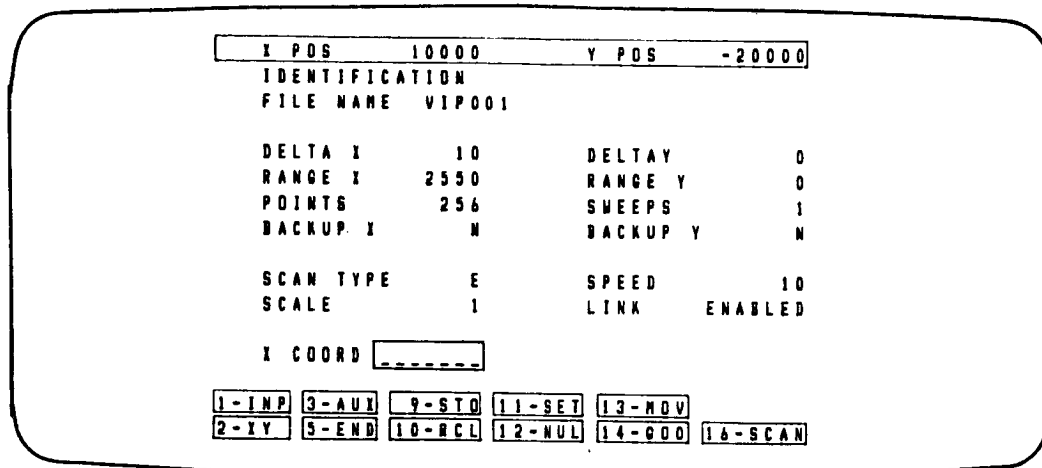 X POS 10000 Y POS -20000
IDENTIFICATION
FILE NAME VIP001
DELTA X 10 DELTAY 0
RANGE X 2550 RANGE Y 0
POINTS 256 SWEEPS 1
BACKUP X N BACKUP Y N
SCAN TYPE E SPEED 10
SCALE 1 LINK ENABLED
X COORD _______
1-INP 3-AUX 9-STO 11-SET 13-MOV
2-XY 5-END 10-RCL 12-NUL 14-GOO 16-SCAN